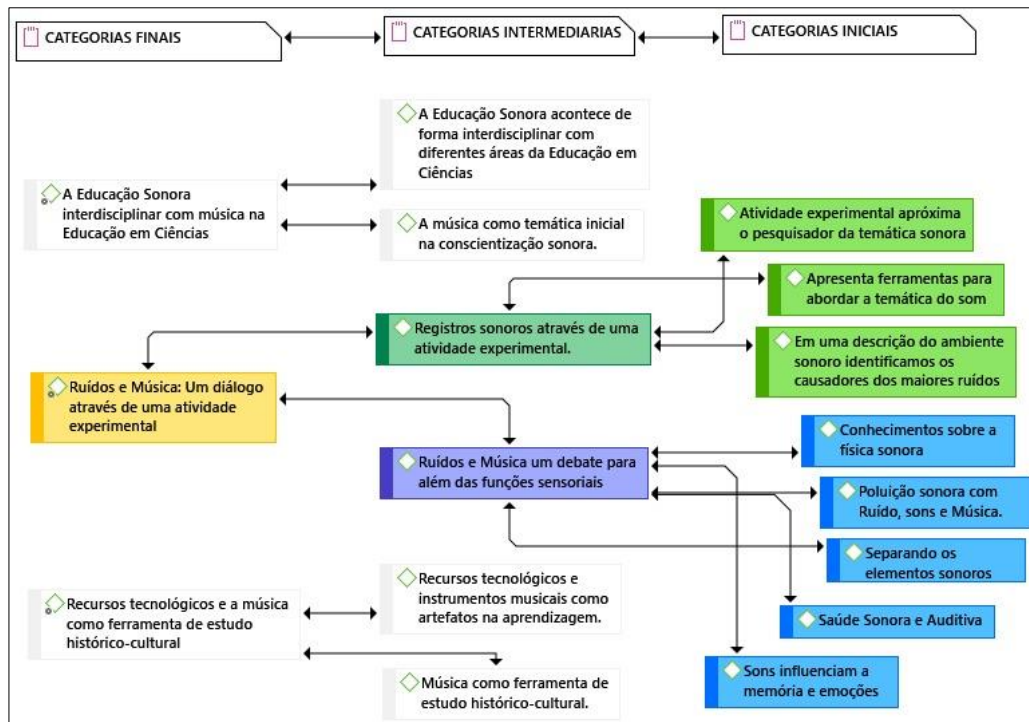 CATEGORIAS FINAIS
CATEGORIAS INTERMEDIARIAS
CATEGORIAS INICIAIS
A Educação Sonora acontece de
forma interdisciplinar com
diferentes áreas da Educação em
Ciências
A Educação Sonora
interdisciplinar com música na
Educação em Ciências
A música como temática inicial
na conscientização sonora.
Atividade experimental apróxima
o pesquisador da temática sonora
Apresenta ferramentas para
abordar a temática do som
Registros sonoros através de uma
atividade experimental.
Em uma descrição do ambiente
sonoro identificamos os
causadores dos maiores ruídos
Ruídos e Música: Um diálogo
através de uma atividade
experimental
Conhecimentos sobre a
física sonora
Ruídos e Música um debate para
além das funções sensoriais
Poluição sonora com
Ruído, sons e Música.
Separando os
elementos sonoros
Recursos tecnológicos e
instrumentos musicais como
artefatos na aprendizagem.
Recursos tecnológicos e a música
como ferramenta de estudo
histórico-cultural
Saúde Sonora e Auditiva
Sons influenciam a
memória e emoções
Música como ferramenta de
estudo histórico-cultural.